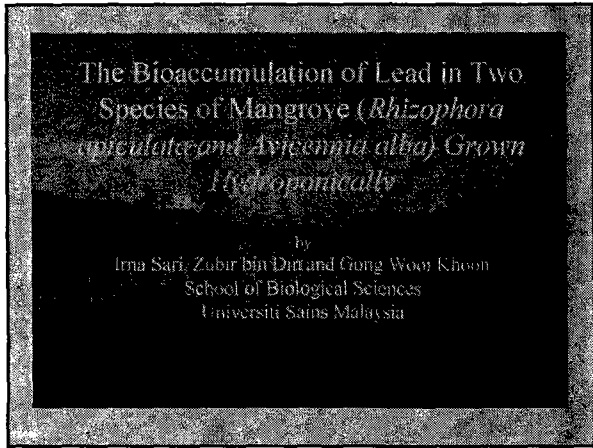 The Bioaccumulation of Lead in Two
Species of Mangrove (Rhizophora
apiculata and Avicennia alba) Grown
Hydroponically
by
Irna Sari, Zubir bin Din and Gong Wooi Khoon
School of Biological Sciences
Universiti Sains Malaysia